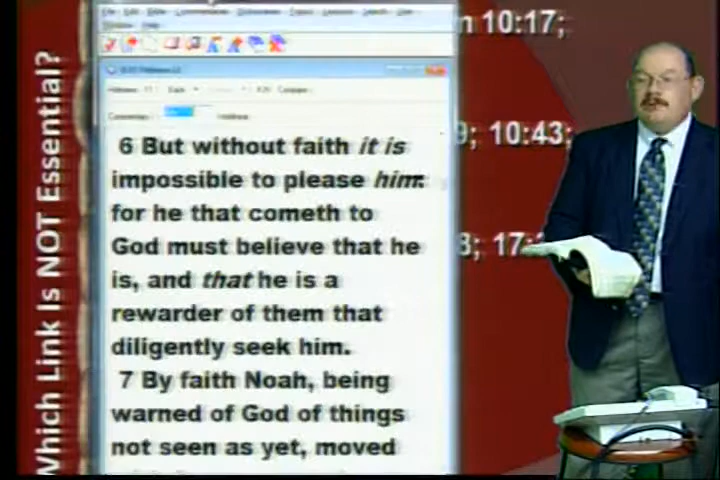 Which Link Is NOT Essential?
n 10:17;
9; 10:43;
8; 17:
6 But without faith it is
impossible to please him:
for he that cometh to
God must believe that he
is, and that he is a
rewarder of them that
diligently seek him.
7 By faith Noah, being
warned of God of things
not seen as yet, moved